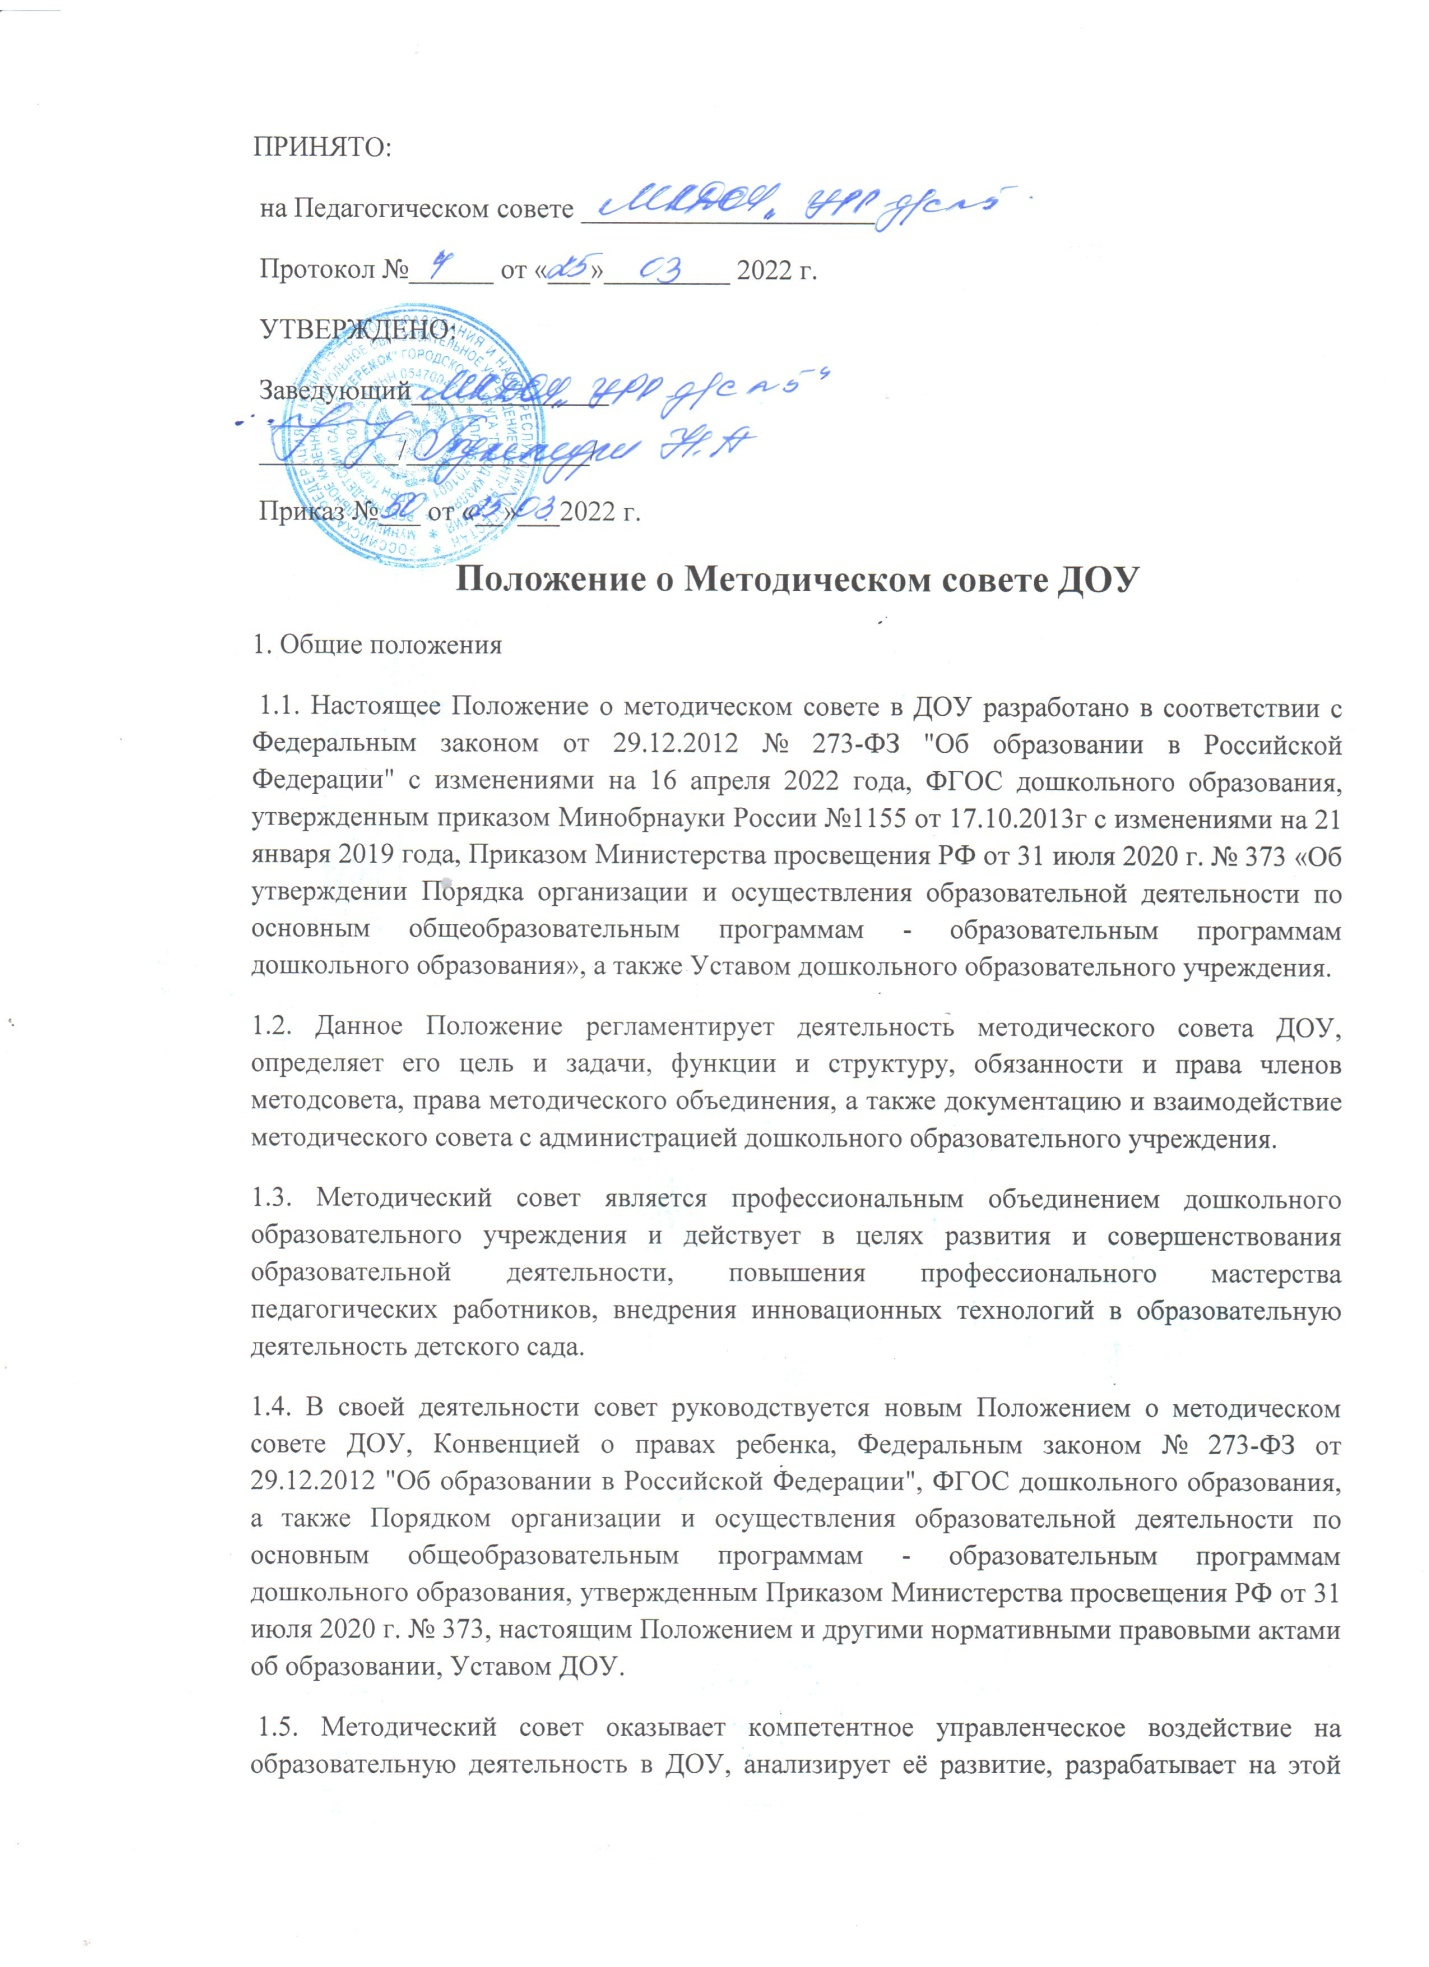 ПРИНЯТО:
на Педагогическом совете МКДОУ „ ЦРР д/с №5
Протокол № 4 от «25» 03 2022 г.
УТВЕРЖДЕНО:
Заведующий МКДОУ „ ЦРР д/с №5"
/ Н.А /
Приказ №50 от «25» 03 2022 г.
Положение о Методическом совете ДОУ
1. Общие положения
1.1. Настоящее Положение о методическом совете в ДОУ разработано в соответствии с
Федеральным законом от 29.12.2012 № 273-ФЗ "Об образовании в Российской
Федерации" с изменениями на 16 апреля 2022 года, ФГОС дошкольного образования,
утвержденным приказом Минобрнауки России №1155 от 17.10.2013г с изменениями на 21
января 2019 года, Приказом Министерства просвещения РФ от 31 июля 2020 г. № 373 «Об
утверждении Порядка организации и осуществления образовательной деятельности по
основным общеобразовательным программам - образовательным программам
дошкольного образования», а также Уставом дошкольного образовательного учреждения.
1.2. Данное Положение регламентирует деятельность методического совета ДОУ,
определяет его цель и задачи, функции и структуру, обязанности и права членов
методсовета, права методического объединения, а также документацию и взаимодействие
методического совета с администрацией дошкольного образовательного учреждения.
1.3. Методический совет является профессиональным объединением дошкольного
образовательного учреждения и действует в целях развития и совершенствования
образовательной деятельности, повышения профессионального мастерства
педагогических работников, внедрения инновационных технологий в образовательную
деятельность детского сада.
1.4. В своей деятельности совет руководствуется новым Положением о методическом
совете ДОУ, Конвенцией о правах ребенка, Федеральным законом № 273-ФЗ от
29.12.2012 "Об образовании в Российской Федерации", ФГОС дошкольного образования,
а также Порядком организации и осуществления образовательной деятельности по
основным общеобразовательным программам - образовательным программам
дошкольного образования, утвержденным Приказом Министерства просвещения РФ от 31
июля 2020 г. № 373, настоящим Положением и другими нормативными правовыми актами
об образовании, Уставом ДОУ.
1.5. Методический совет оказывает компетентное управленческое воздействие на
образовательную деятельность в ДОУ, анализирует её развитие, разрабатывает на этой